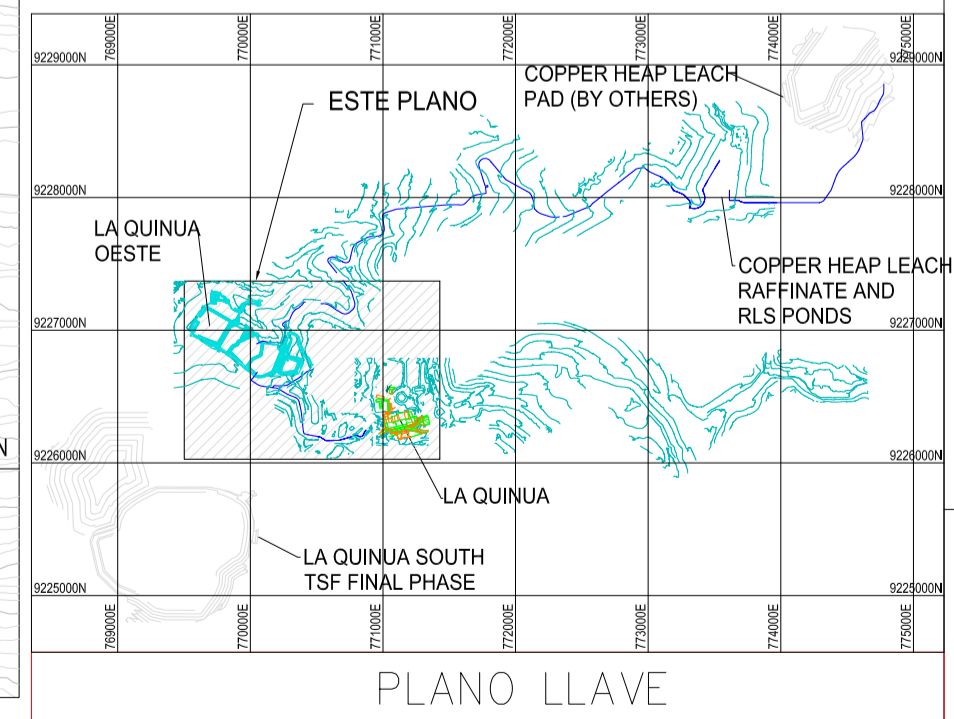 769000E
770000E
771000E
772000E
773000E
774000E
775000E
9229000N
9229000N
COPPER HEAP LEACH
PAD (BY OTHERS)
ESTE PLANO
9228000N
9228000N
LA QUINUA
OESTE
COPPER HEAP LEACH
RAFFINATE AND
RLS PONDS
9227000N
9227000N
N
9226000N
9226000N
LA QUINUA
LA QUINUA SOUTH
TSF FINAL PHASE
9225000N
9225000N
769000E
770000E
771000E
772000E
773000E
774000E
775000E
PLANO LLAVE